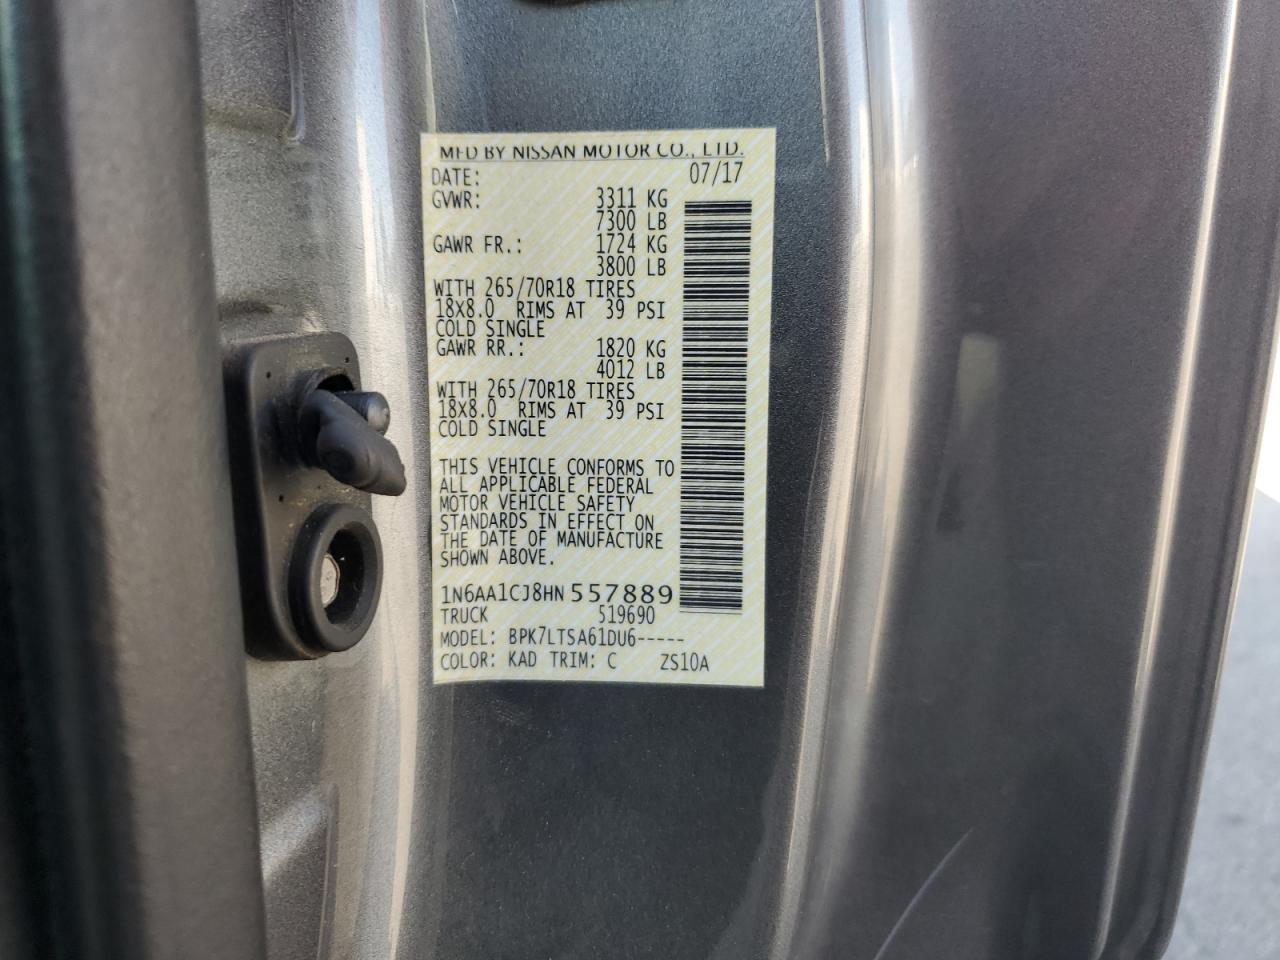 MFD BY NISSAN MOTOR CO., LTD.
DATE: 07/17
GVWR: 3311 KG
7300 LB
GAWR FR.: 1724 KG
3800 LB
WITH 265/70R18 TIRES
18X8.0 RIMS AT 39 PSI
COLD SINGLE
GAWR RR.: 1820 KG
4012 LB
WITH 265/70R18 TIRES
18X8.0 RIMS AT 39 PSI
COLD SINGLE
THIS VEHICLE CONFORMS TO
ALL APPLICABLE FEDERAL
MOTOR VEHICLE SAFETY
STANDARDS IN EFFECT ON
THE DATE OF MANUFACTURE
SHOWN ABOVE.
1N6AA1CJ8HN 557889
TRUCK 519690
MODEL: BPK7LTSA61DU6-----
COLOR: KAD TRIM: C ZS10A